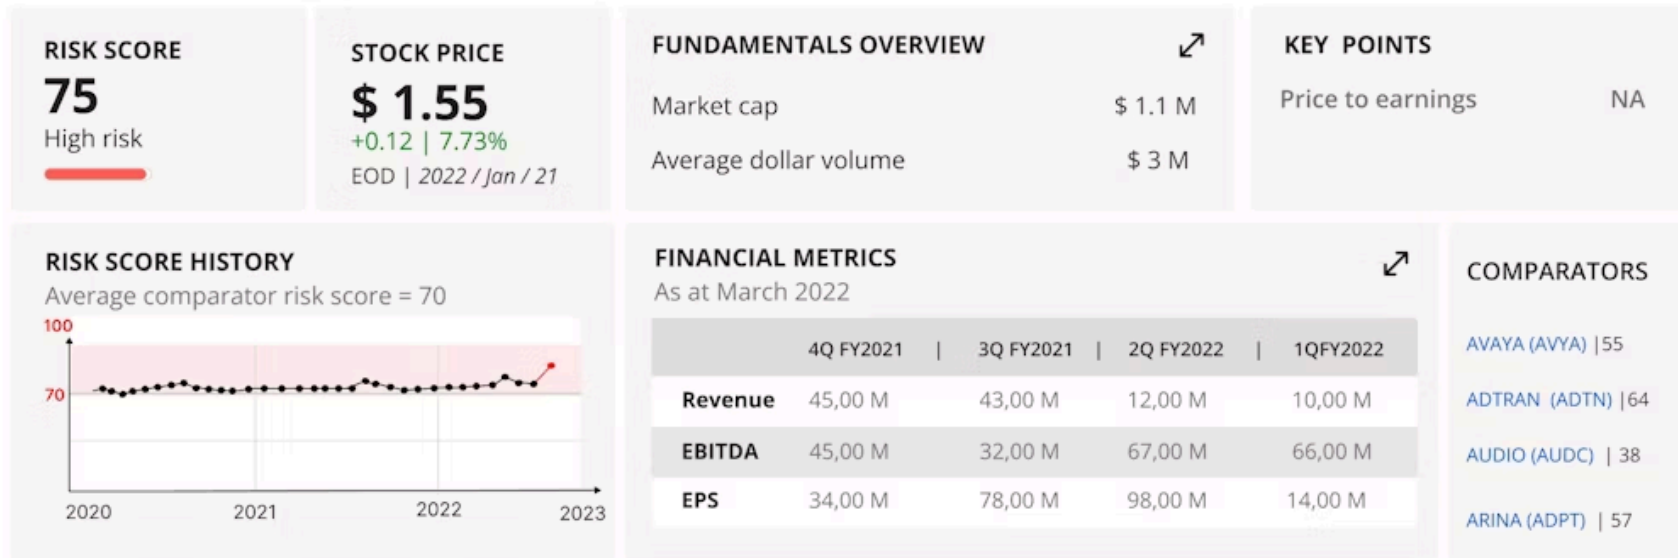 RISK SCORE
75
High risk
STOCK PRICE
$ 1.55
+0.12 | 7.73%
EOD | 2022 / Jan / 21
FUNDAMENTALS OVERVIEW
Market cap $ 1.1 M
Average dollar volume $ 3 M
KEY POINTS
Price to earnings NA
RISK SCORE HISTORY
Average comparator risk score = 70
100
70
2020 2021 2022 2023
FINANCIAL METRICS
As at March 2022
4Q FY2021 | 3Q FY2021 | 2Q FY2022 | 1QFY2022
Revenue 45,00 M 43,00 M 12,00 M 10,00 M
EBITDA 45,00 M 32,00 M 67,00 M 66,00 M
EPS 34,00 M 78,00 M 98,00 M 14,00 M
COMPARATORS
AVAYA (AVYA) |55
ADTRAN (ADTN) |64
AUDIO (AUDC) | 38
ARINA (ADPT) | 57